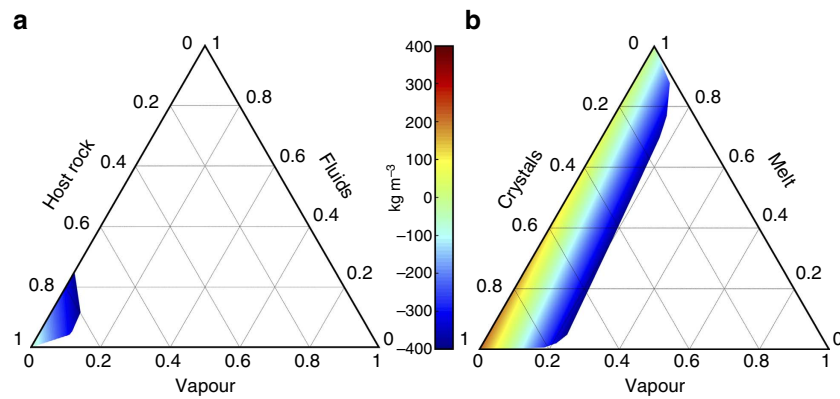 a
0 1
0.2 0.8
0.4 0.6
0.6 0.4
0.8 0.2
1 0
0 0.2 0.4 0.6 0.8 1
Host rock
Fluids
Vapour
400
300
200
100
0
–100
–200
–300
–400
kg m⁻³
b
0 1
0.2 0.8
0.4 0.6
0.6 0.4
0.8 0.2
1 0
0 0.2 0.4 0.6 0.8 1
Crystals
Melt
Vapour